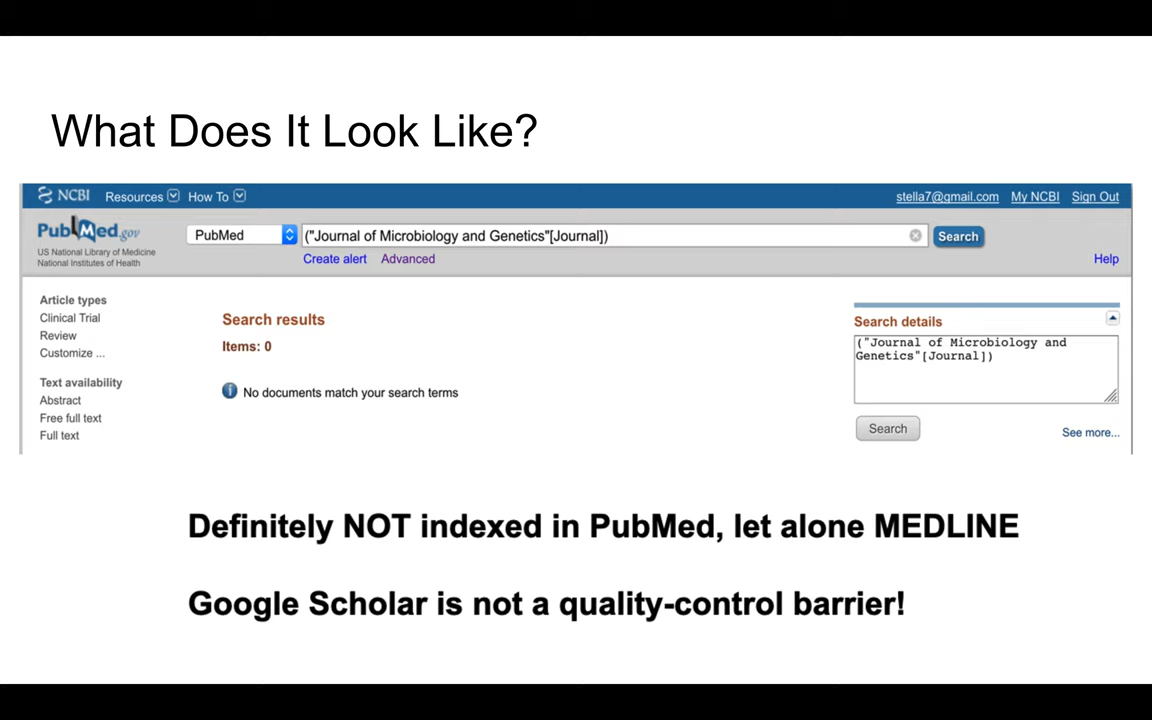 What Does It Look Like?
NCBI Resources How To stella7@gmail.com My NCBI Sign Out
PubMed.gov PubMed ("Journal of Microbiology and Genetics"[Journal]) Search
US National Library of Medicine
National Institutes of Health
Create alert Advanced Help
Article types
Clinical Trial
Review
Customize ...
Text availability
Abstract
Free full text
Full text
Search results
Items: 0
No documents match your search terms
Search details
("Journal of Microbiology and
Genetics"[Journal])
Search
See more...
Definitely NOT indexed in PubMed, let alone MEDLINE
Google Scholar is not a quality-control barrier!